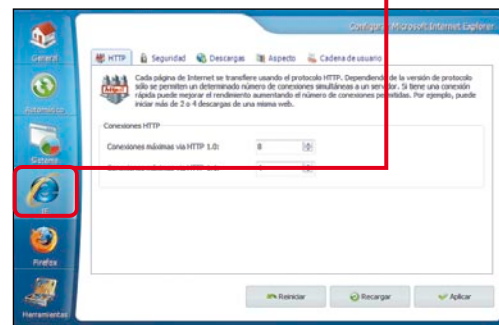 Configurar Microsoft Internet Explorer
General
Automático
Sistema
Firefox
Herramientas
HTTP
Seguridad
Descargas
Aspecto
Cadena de usuario
Cada página de Internet se transfiere usando el protocolo HTTP. Dependiendo de la versión de protocolo
sólo se permiten un determinado número de conexiones simultáneas a un servidor. Si tiene una conexión
rápida puede mejorar el rendimiento aumentando el número de conexiones permitidas. Por ejemplo, puede
iniciar más de 2 o 4 descargas de una misma web.
Conexiones HTTP
Conexiones máximas via HTTP 1.0:
8
Reiniciar
Recargar
Aplicar